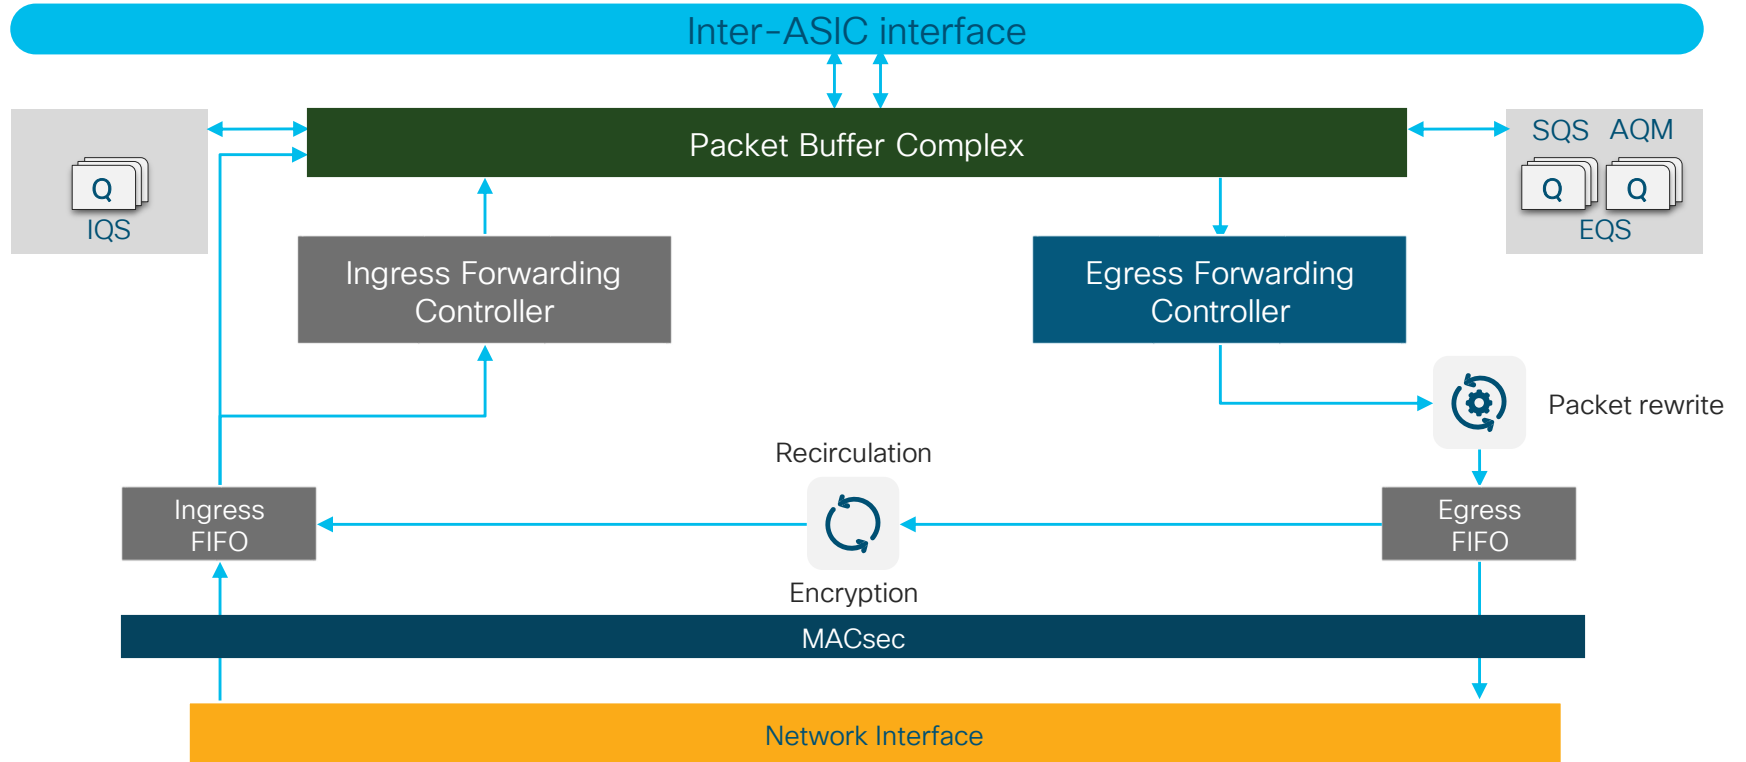 Inter-ASIC interface
Packet Buffer Complex
Q
IQS
SQS AQM
Q Q
EQS
Ingress Forwarding
Controller
Egress Forwarding
Controller
Packet rewrite
Recirculation
Ingress
FIFO
Egress
FIFO
Encryption
MACsec
Network Interface